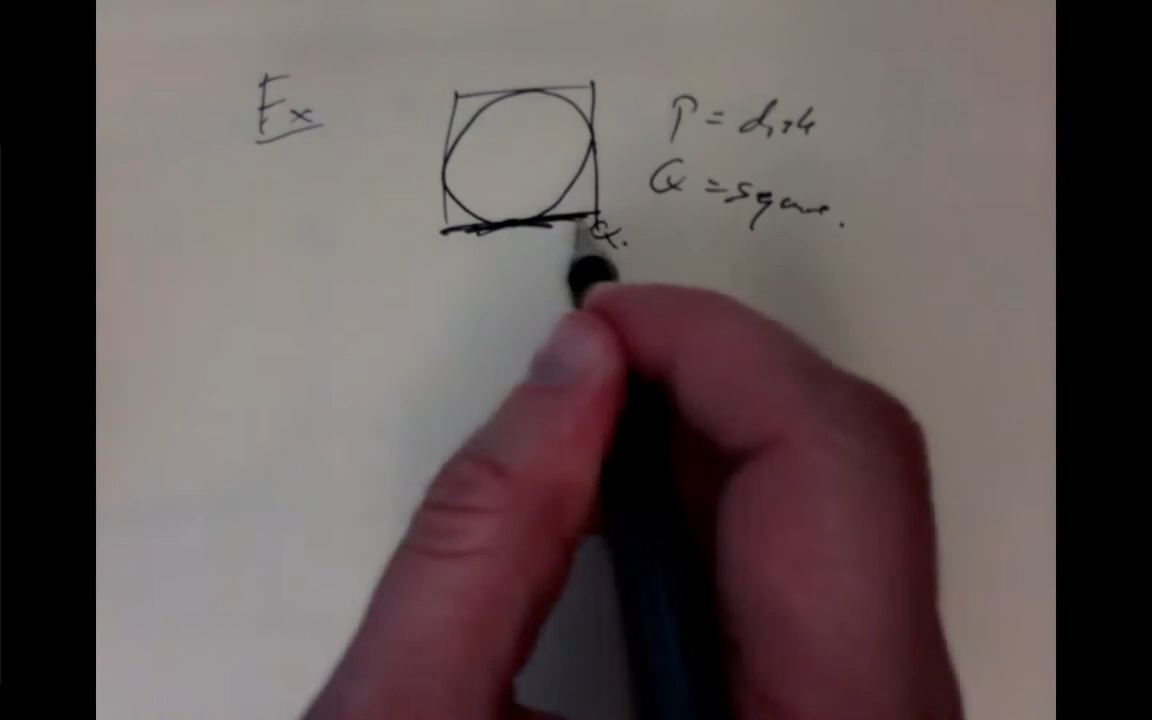 Ex
P = disk
Q = square.
Q.